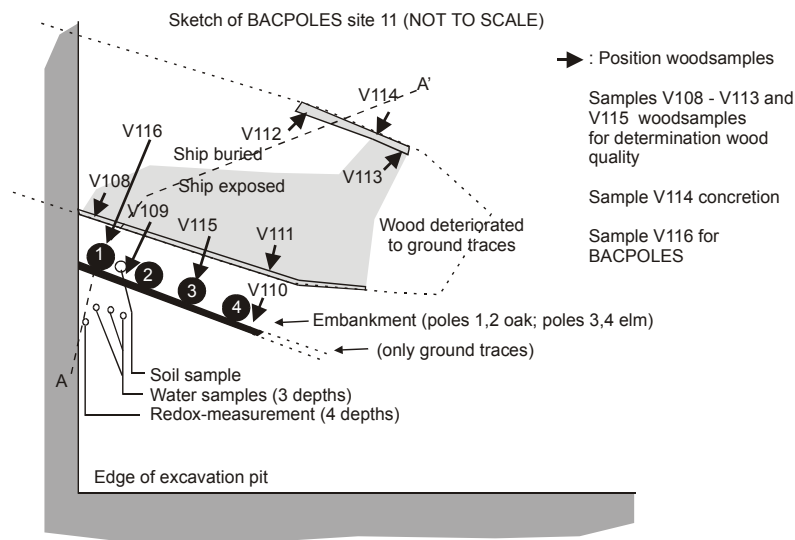 Sketch of BACPOLES site 11 (NOT TO SCALE)
: Position woodsamples
Samples V108 - V113 and
V115 woodsamples
for determination wood
quality
Sample V114 concretion
Sample V116 for
BACPOLES
A'
V114
V116
V112
Ship buried
V113
V108
Ship exposed
V109
V115
V111
Wood deteriorated
to ground traces
1
2
3
4
V110
Embankment (poles 1,2 oak; poles 3,4 elm)
(only ground traces)
A
Soil sample
Water samples (3 depths)
Redox-measurement (4 depths)
Edge of excavation pit